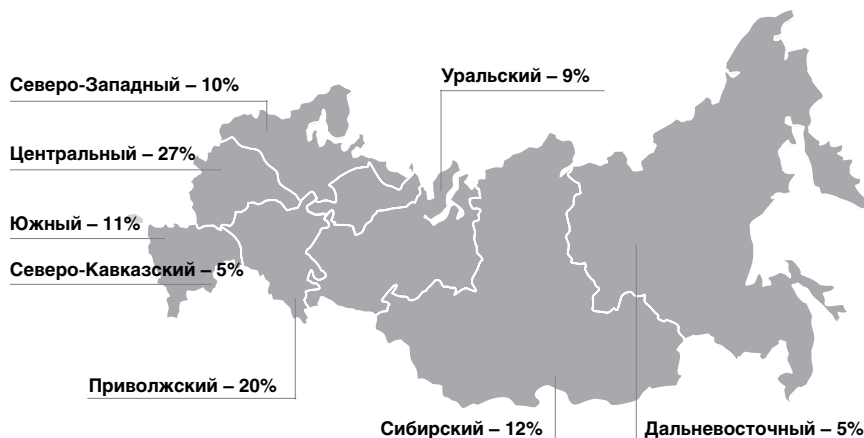 Северо-Западный – 10%
Уральский – 9%
Центральный – 27%
Южный – 11%
Северо-Кавказский – 5%
Приволжский – 20%
Сибирский – 12%
Дальневосточный – 5%